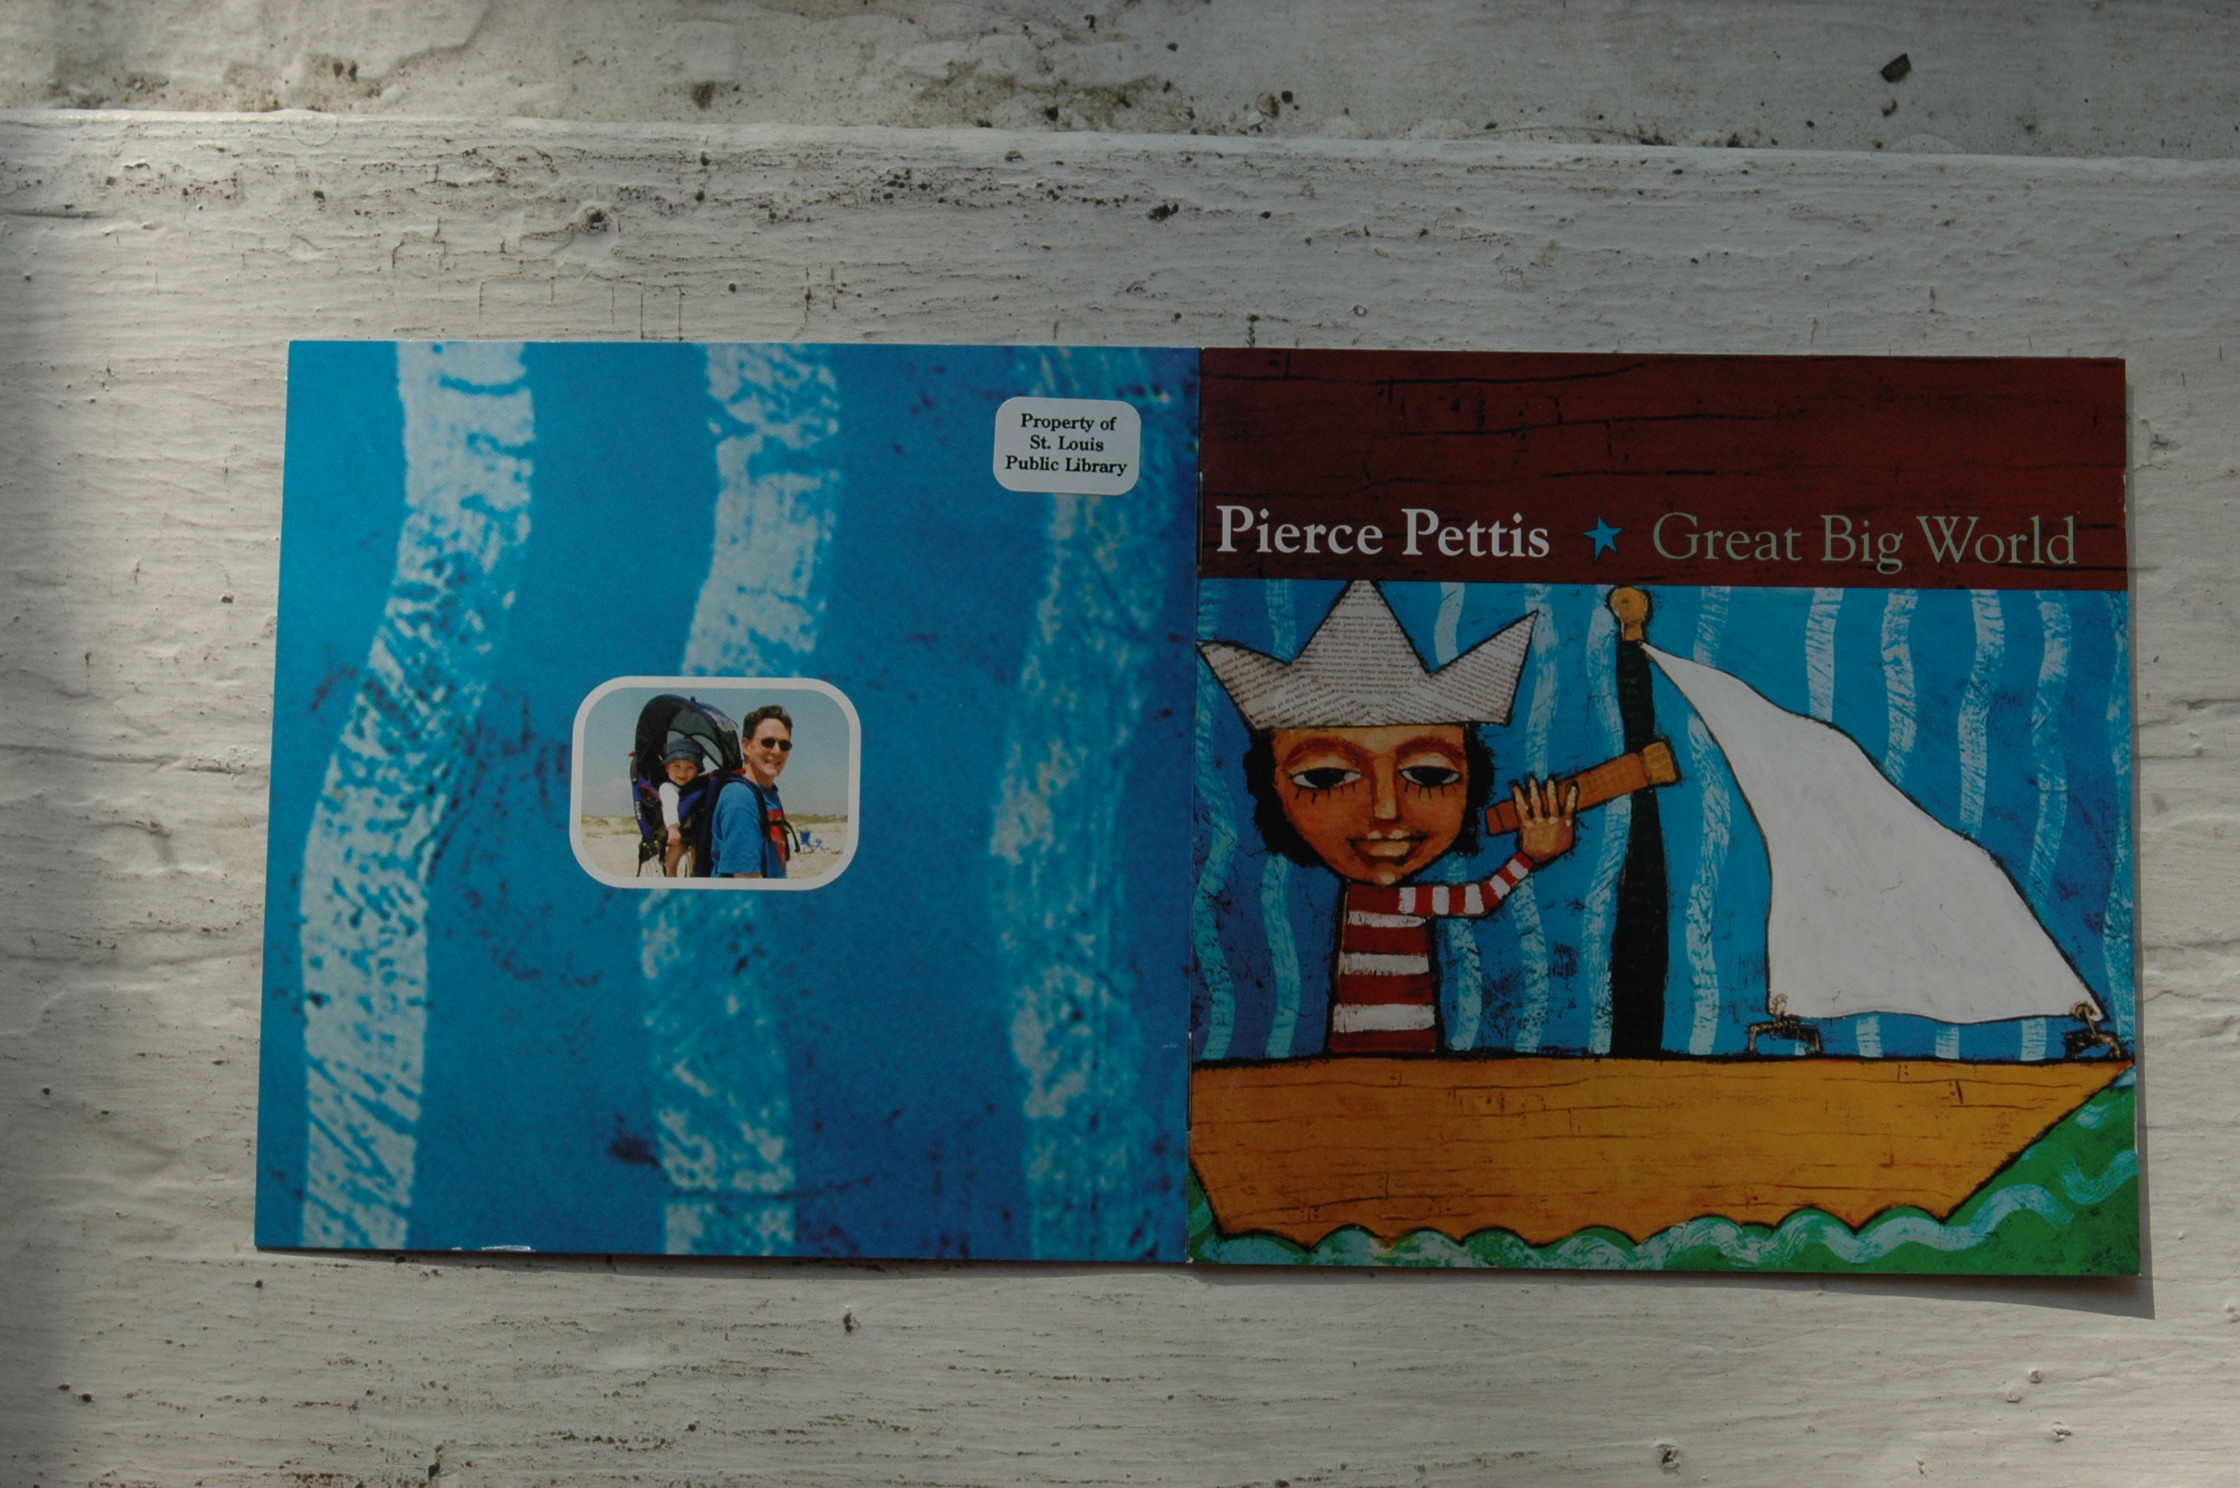 Property of
St. Louis
Public Library
Pierce Pettis ★ Great Big World